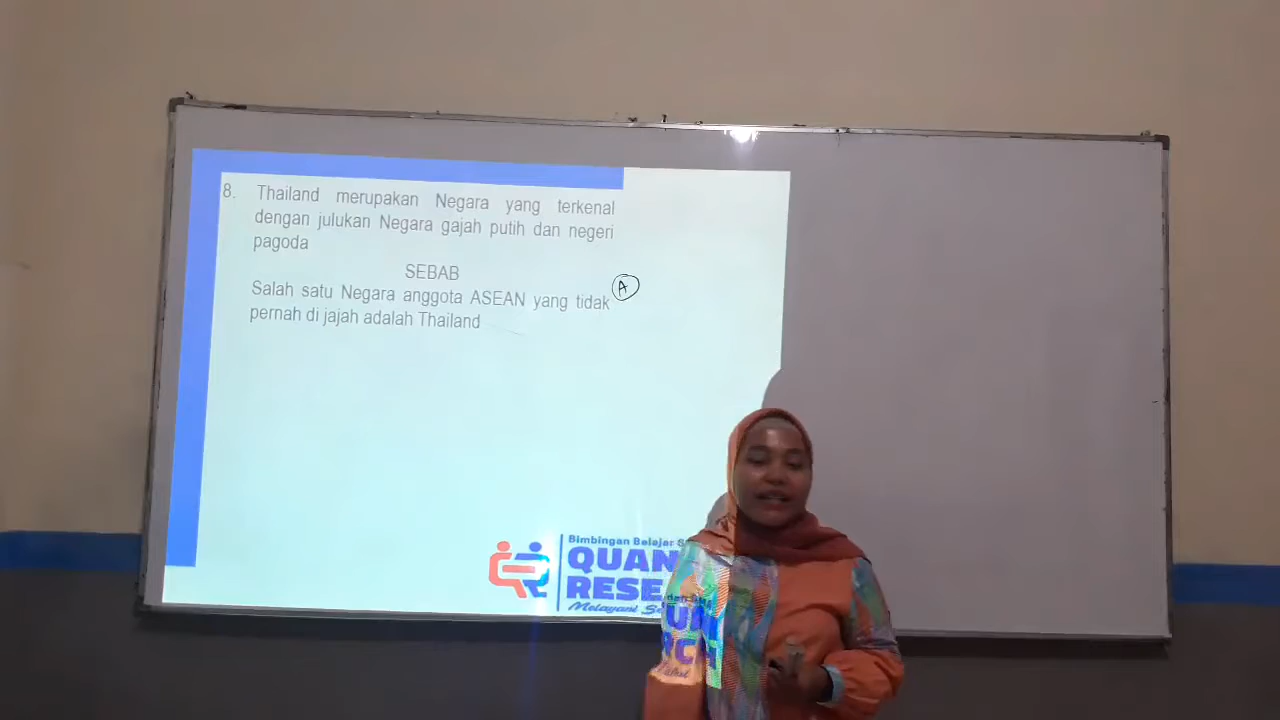 8. Thailand merupakan Negara yang terkenal
dengan julukan Negara gajah putih dan negeri
pagoda
SEBAB
Salah satu Negara anggota ASEAN yang tidak
pernah di jajah adalah Thailand
A
Bimbingan Belajar
QUAN
RESE
Melayani